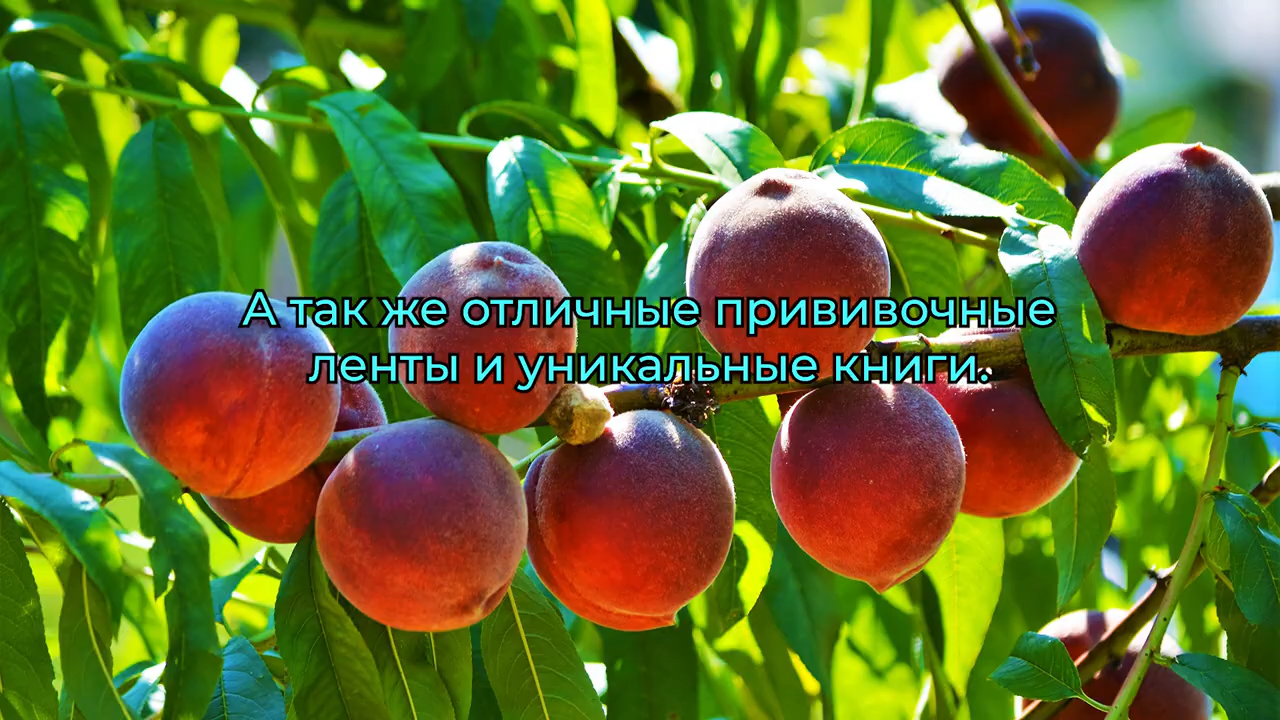 А так же отличные прививочные
ленты и уникальные книги.